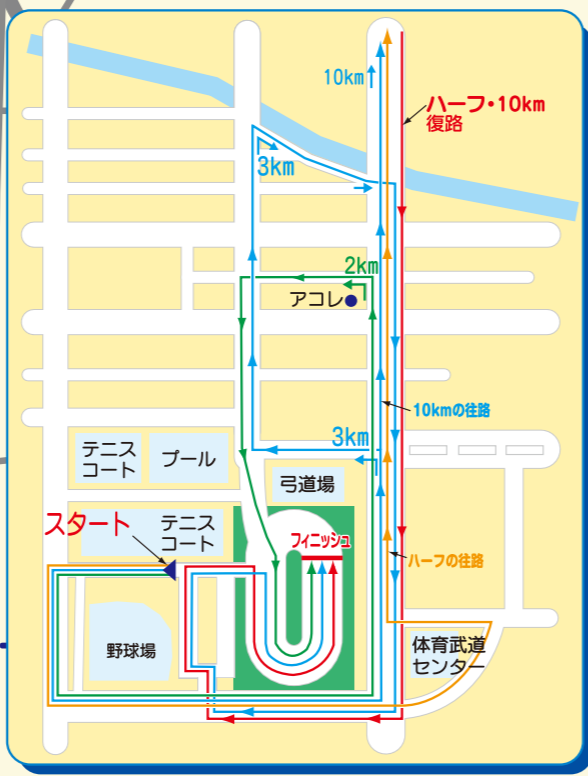 10km
ハーフ・10km
復路
3km
2km
アコレ
10kmの往路
3km
テニス
コート
プール
弓道場
スタート
テニス
コート
フィニッシュ
ハーフの往路
野球場
体育武道
センター